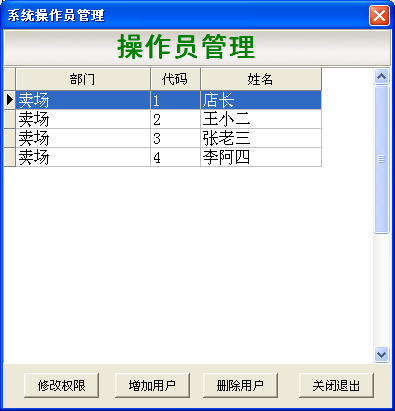 系统操作员管理
操作员管理
部门 代码 姓名
卖场 1 店长
卖场 2 王小二
卖场 3 张老三
卖场 4 李阿四
修改权限 增加用户 删除用户 关闭退出